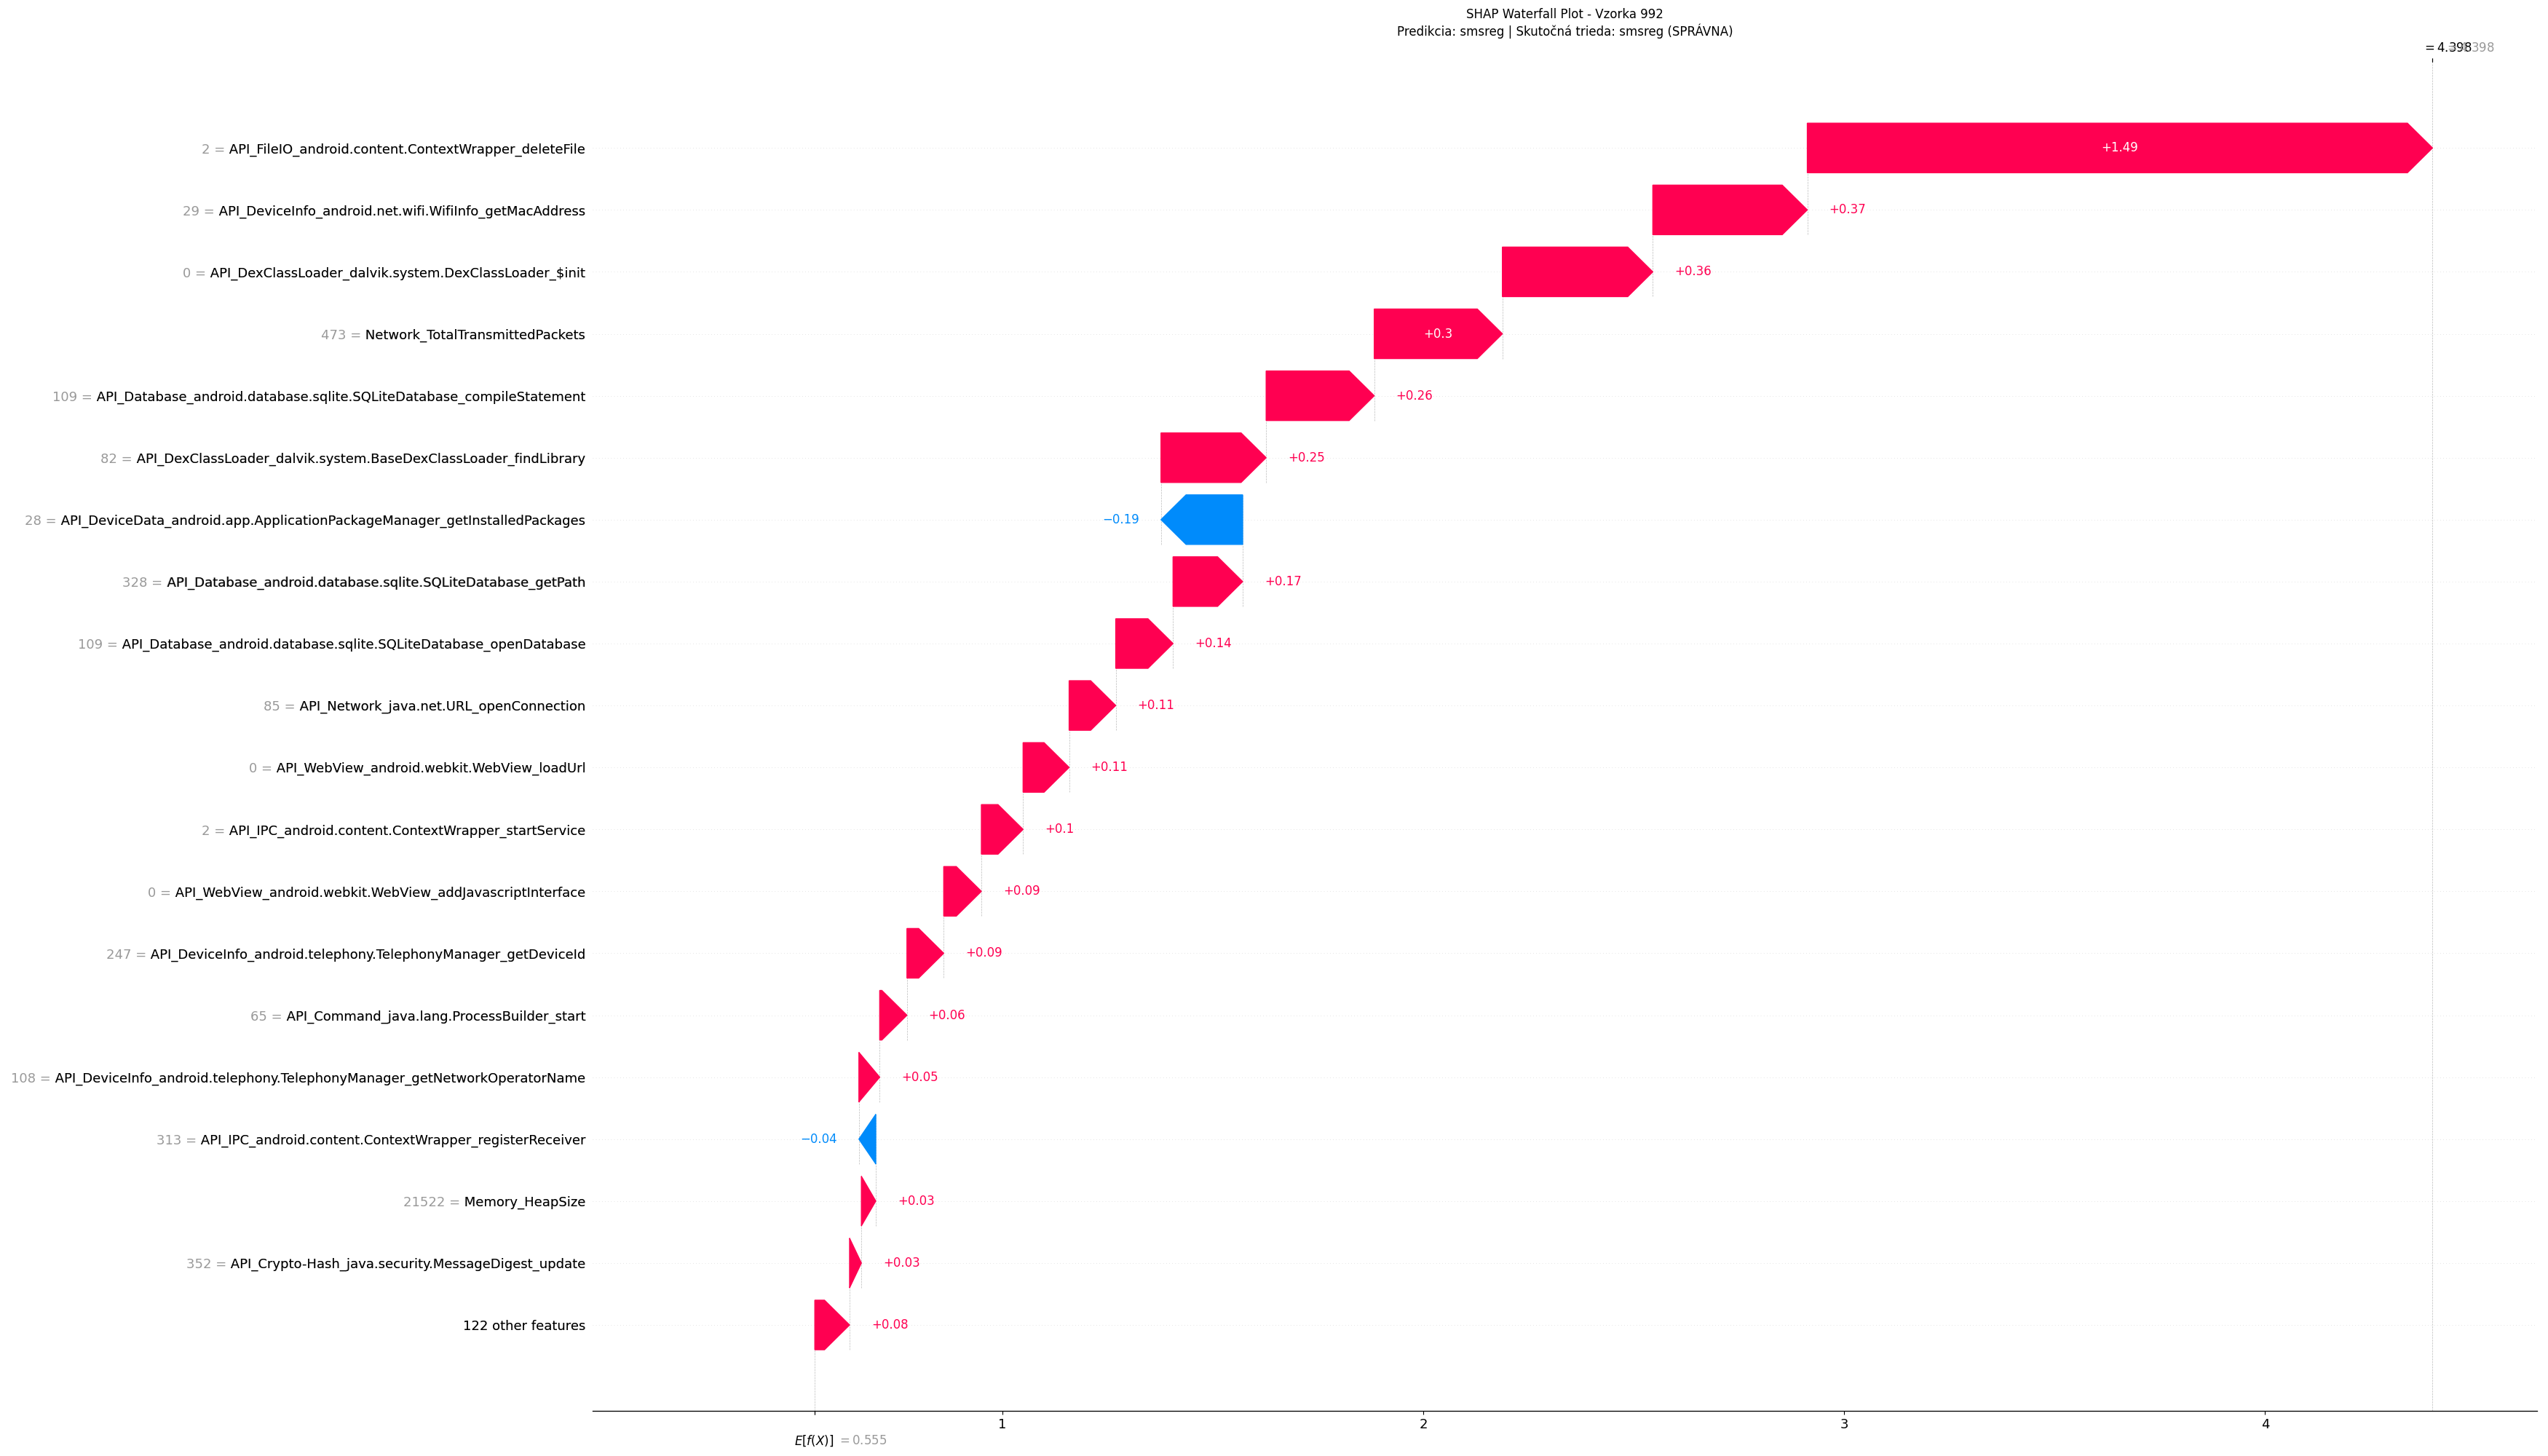 SHAP Waterfall Plot - Vzorka 992
Predikcia: smsreg | Skutočná trieda: smsreg (SPRÁVNA)
= 4.398
2 = API_FileIO_android.content.ContextWrapper_deleteFile +1.49
29 = API_DeviceInfo_android.net.wifi.WifiInfo_getMacAddress +0.37
0 = API_DexClassLoader_dalvik.system.DexClassLoader_$init +0.36
473 = Network_TotalTransmittedPackets +0.3
109 = API_Database_android.database.sqlite.SQLiteDatabase_compileStatement +0.26
82 = API_DexClassLoader_dalvik.system.BaseDexClassLoader_findLibrary +0.25
28 = API_DeviceData_android.app.ApplicationPackageManager_getInstalledPackages −0.19
328 = API_Database_android.database.sqlite.SQLiteDatabase_getPath +0.17
109 = API_Database_android.database.sqlite.SQLiteDatabase_openDatabase +0.14
85 = API_Network_java.net.URL_openConnection +0.11
0 = API_WebView_android.webkit.WebView_loadUrl +0.11
2 = API_IPC_android.content.ContextWrapper_startService +0.1
0 = API_WebView_android.webkit.WebView_addJavascriptInterface +0.09
247 = API_DeviceInfo_android.telephony.TelephonyManager_getDeviceId +0.09
65 = API_Command_java.lang.ProcessBuilder_start +0.06
108 = API_DeviceInfo_android.telephony.TelephonyManager_getNetworkOperatorName +0.05
313 = API_IPC_android.content.ContextWrapper_registerReceiver −0.04
21522 = Memory_HeapSize +0.03
352 = API_Crypto-Hash_java.security.MessageDigest_update +0.03
122 other features +0.08
1 2 3 4
E[f(X)] = 0.555